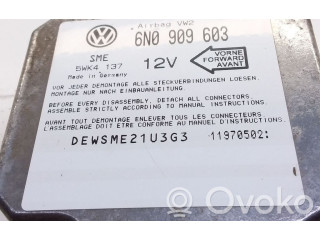 Airbag VW2
6N0 909 603
SME
5WK4 137
12V
VORNE
FORWARD
AVANT
Made in Germany
VOR JEDER DEMONTAGE ALLE STECKVERBINDUNGEN LOESEN.
MONTAGE NUR NACH EINBAUANLEITUNG.
BEFORE EVERY DISASSEMBLY, DETACH ALL CONNECTORS
ASSEMBLE STRICTLY ACCORDING TO MANUAL INSTRUCTIONS.
AVANT TOUT DEMONTAGE ENLEVER TOUS LES CONNECTEURS
L'ASSEMBLAGE DOIT ETRE CONFORME AU MANUEL D'INSTRUCTIONS.
DEWSME21U3G3 11970502:
OVOKO